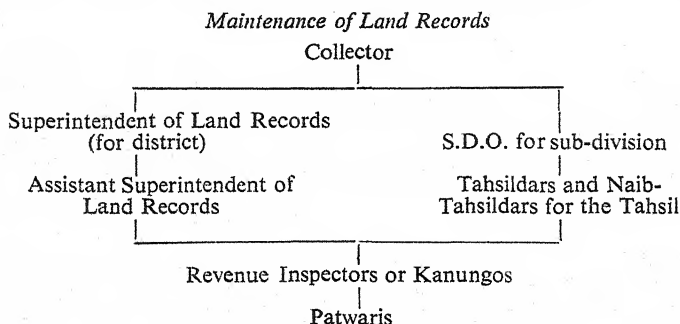 Maintenance of Land Records
Collector
Superintendent of Land Records
(for district)
Assistant Superintendent of
Land Records
S.D.O. for sub-division
Tahsildars and Naib-
Tahsildars for the Tahsil
Revenue Inspectors or Kanungos
Patwaris